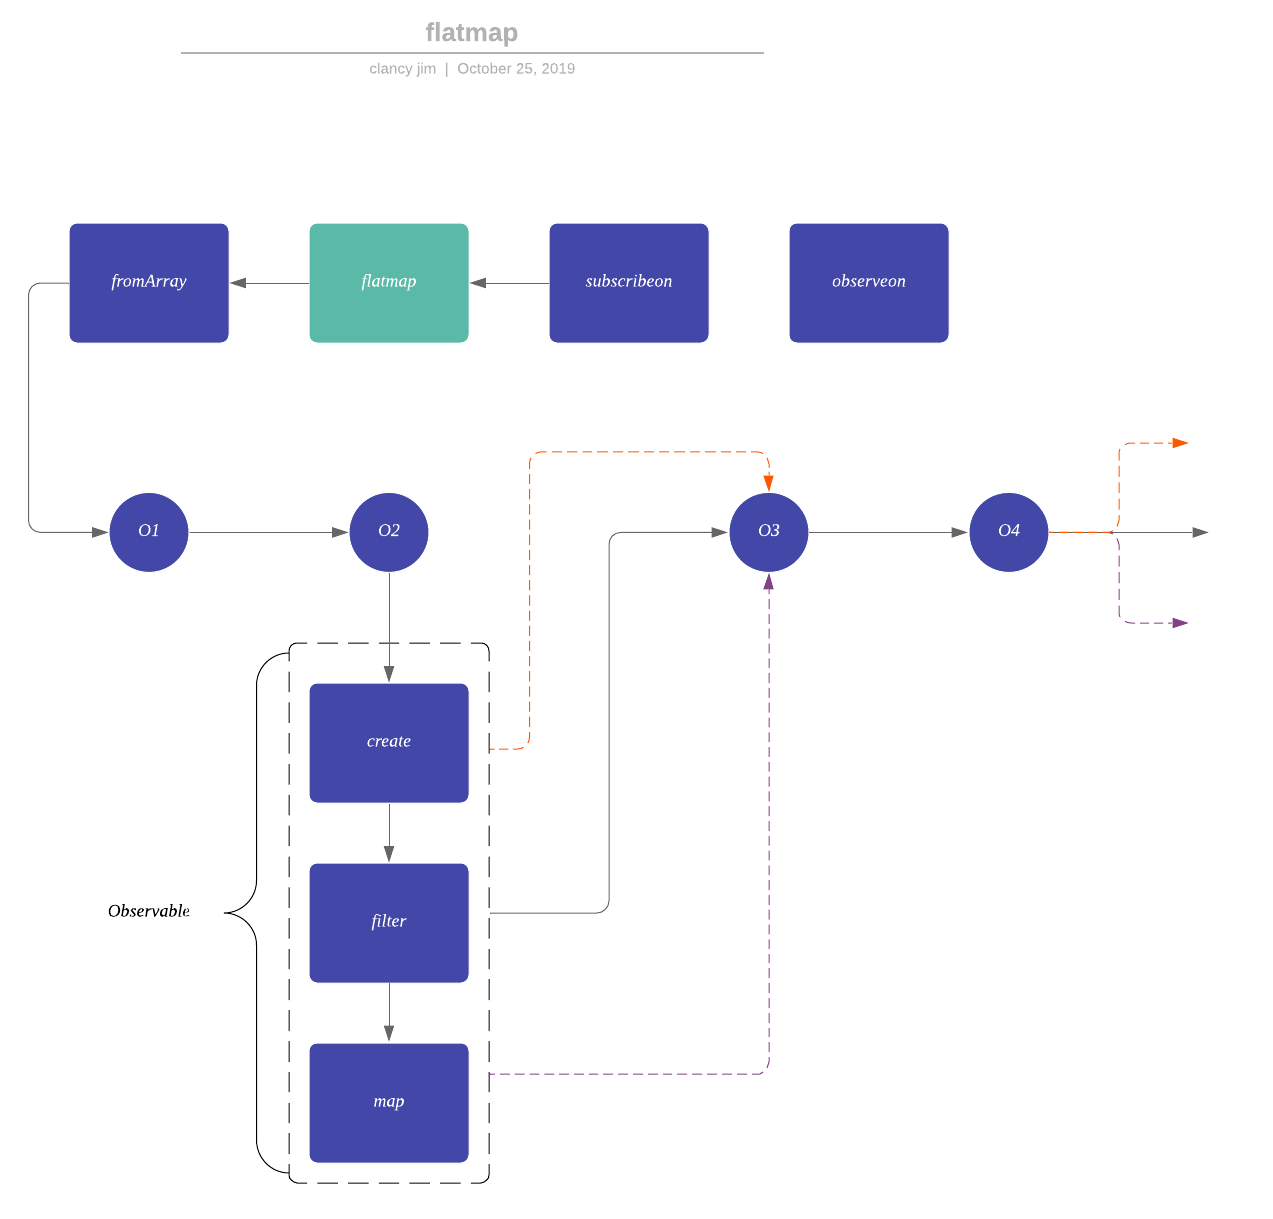 flatmap
clancy jim | October 25, 2019
fromArray
flatmap
subscribeon
observeon
O1
O2
O3
O4
create
Observable
filter
map